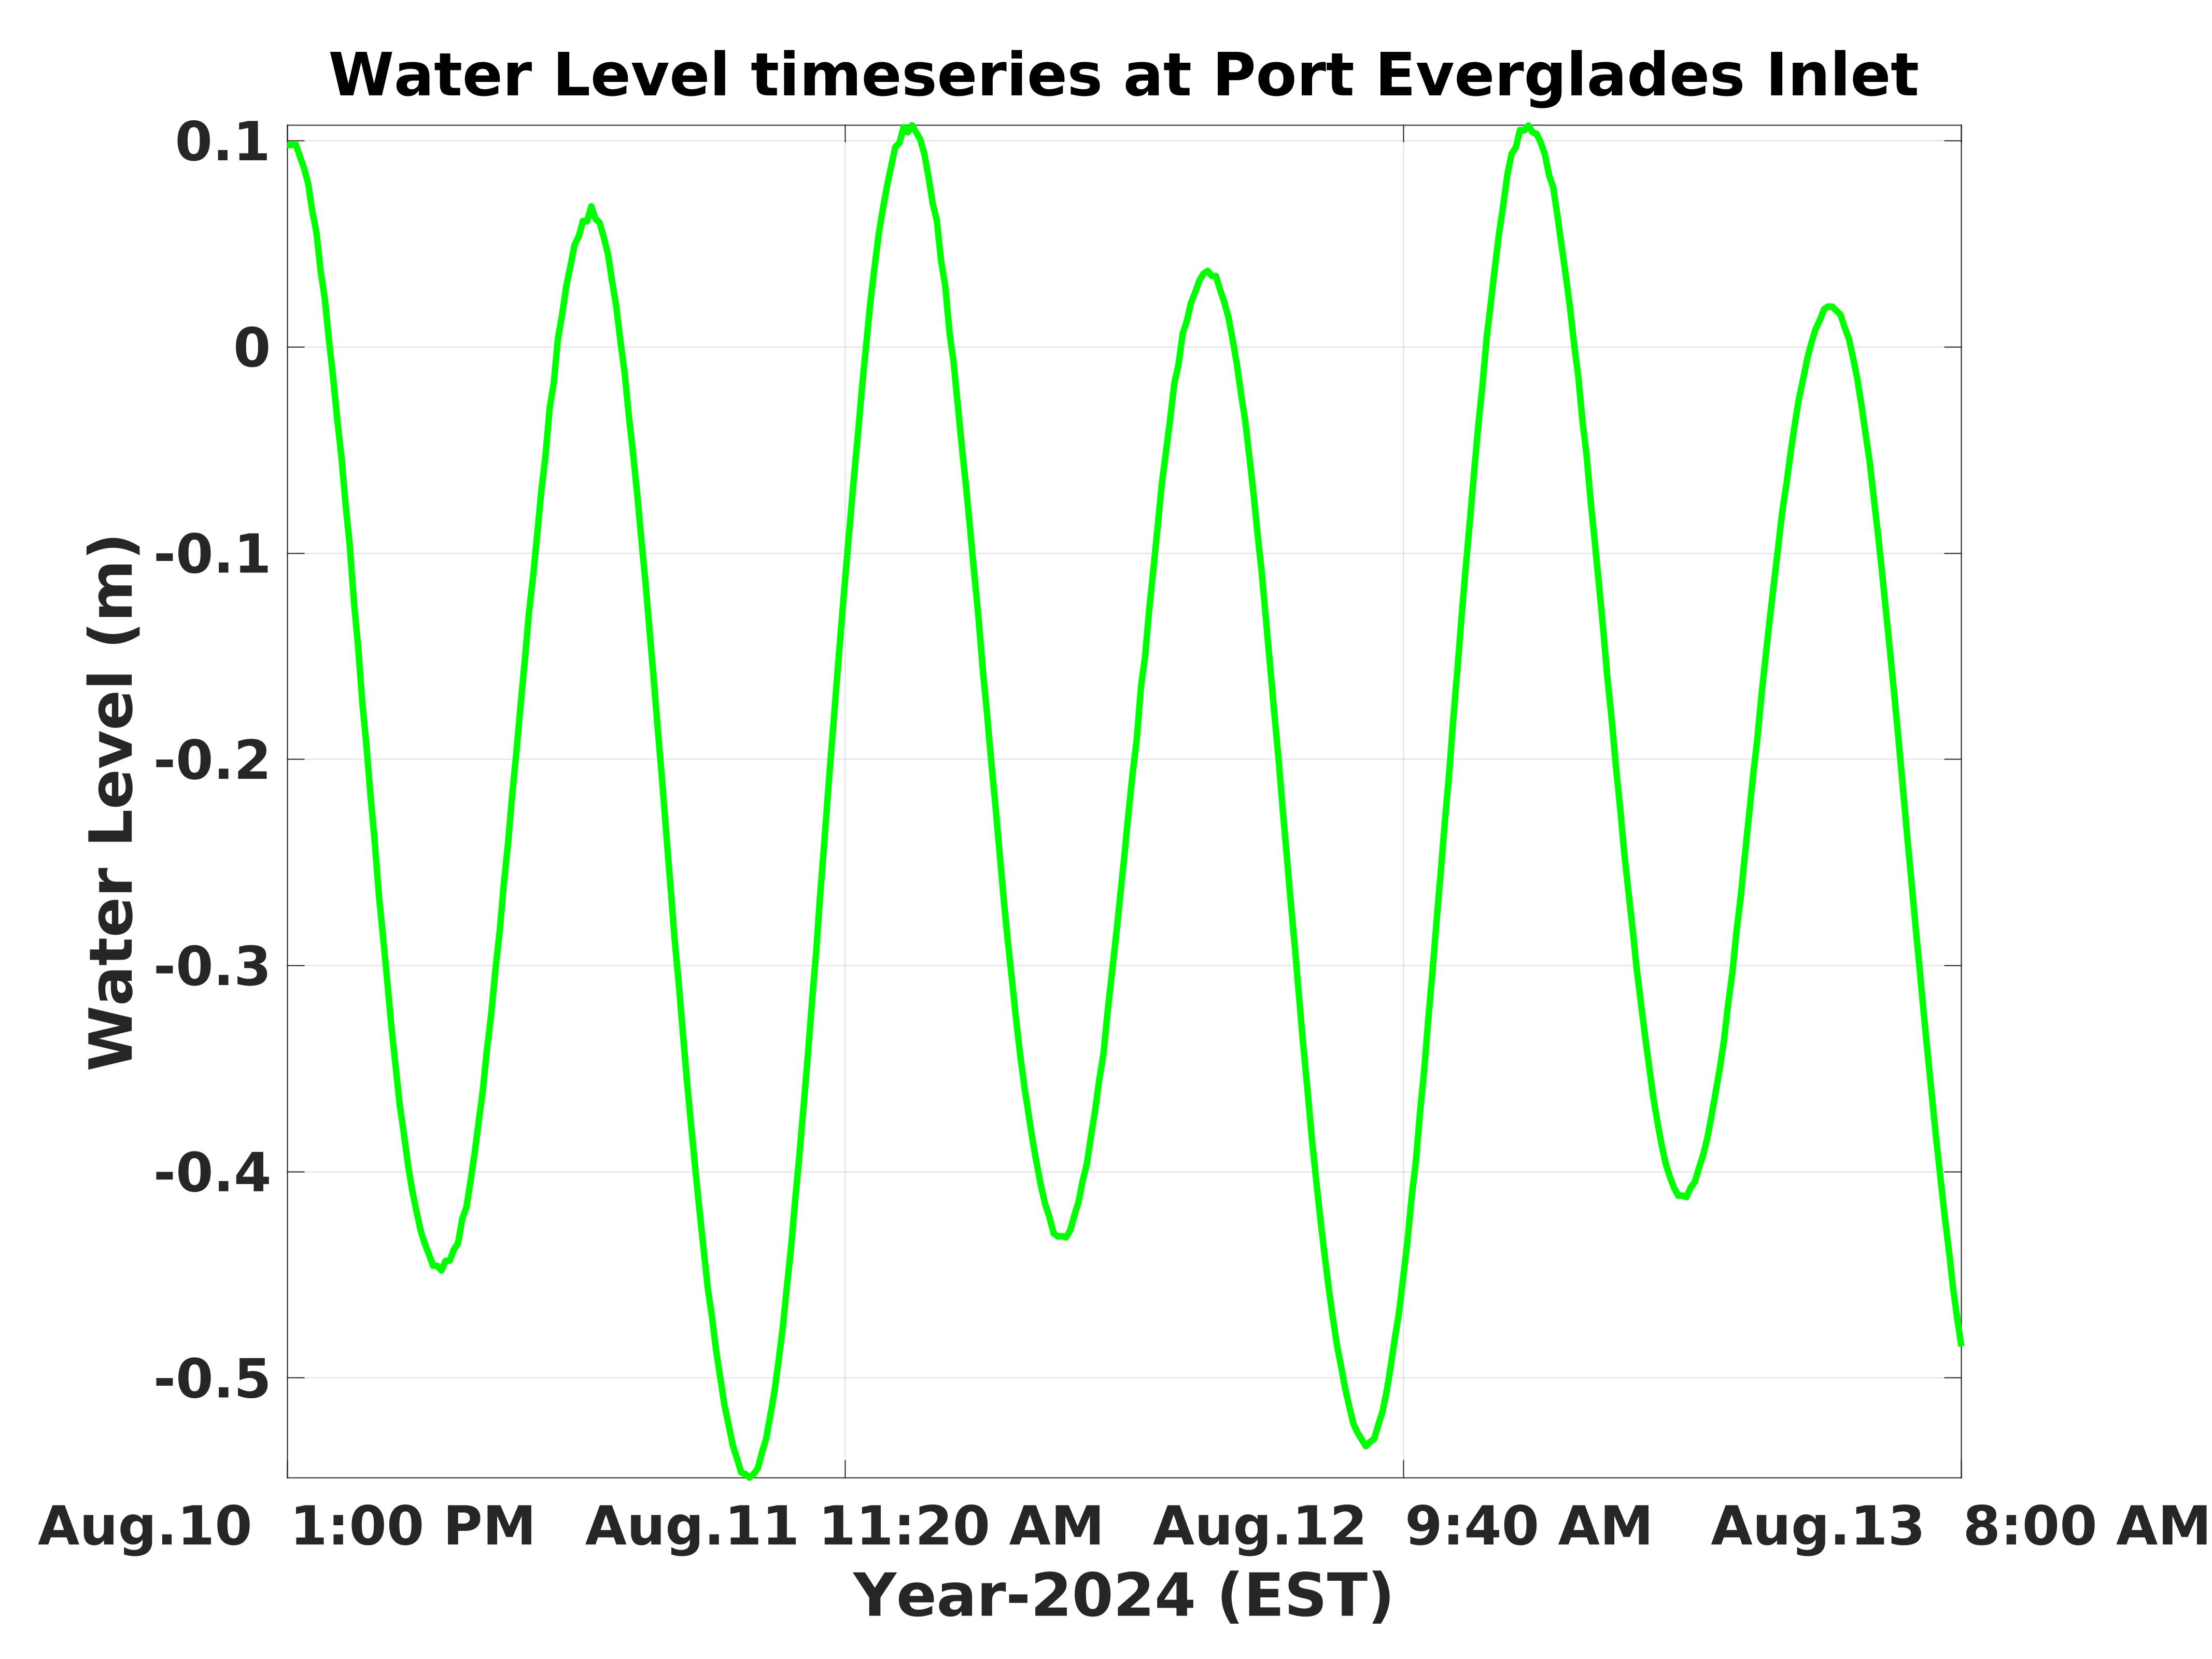 Water Level timeseries at Port Everglades Inlet
0.1
0
-0.1
-0.2
-0.3
-0.4
-0.5
Water Level (m)
Aug.10 1:00 PM Aug.11 11:20 AM Aug.12 9:40 AM Aug.13 8:00 AM
Year-2024 (EST)